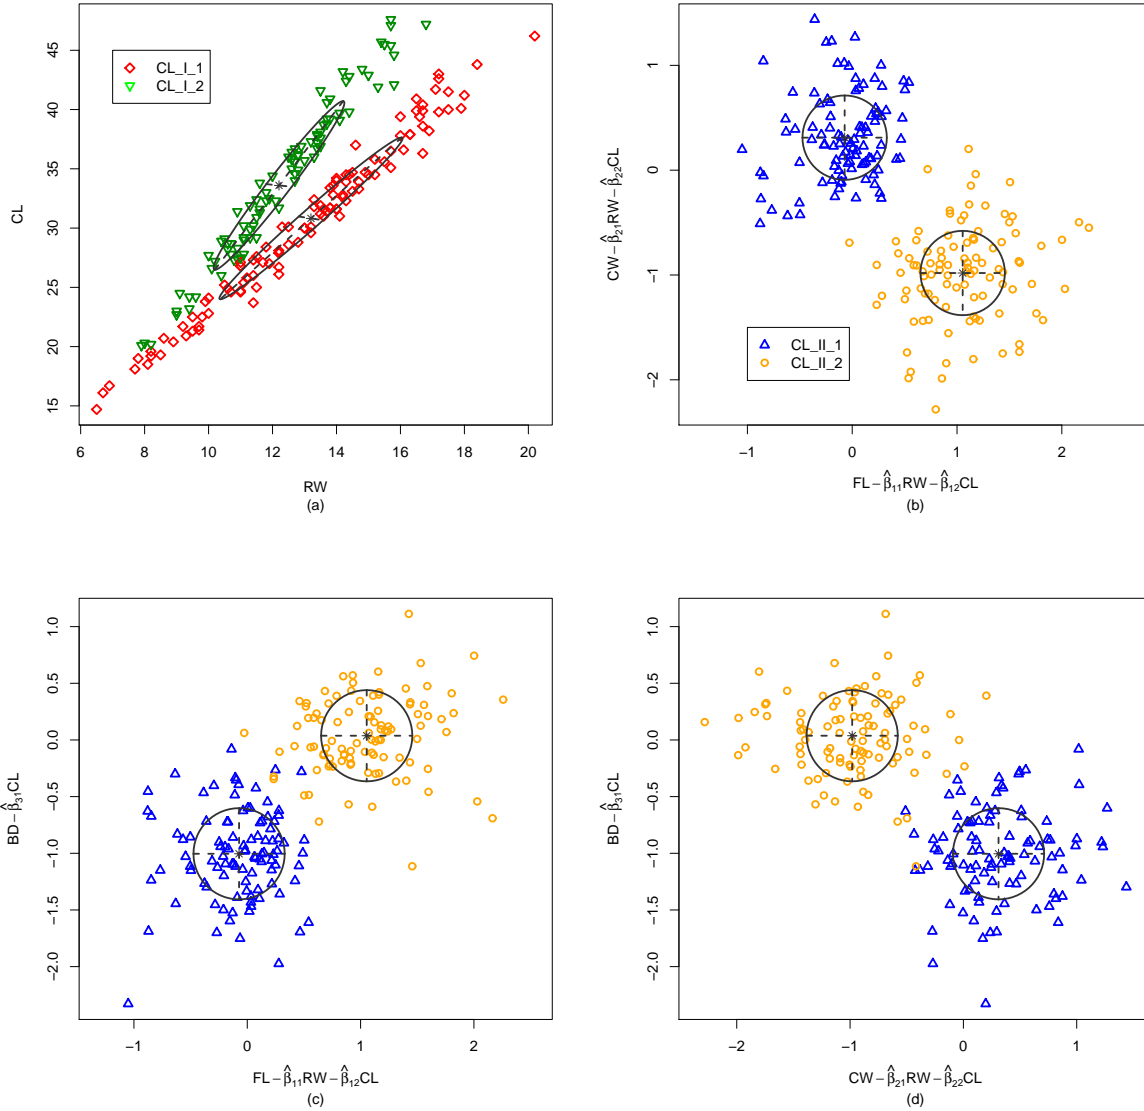 CL_I_1
CL_I_2
15 20 25 30 35 40 45
CL
6 8 10 12 14 16 18 20
RW
(a)
CL_II_1
CL_II_2
−2 −1 0 1
CW−β̂₂₁RW−β̂₂₂CL
−1 0 1 2
FL−β̂₁₁RW−β̂₁₂CL
(b)
−2.0 −1.5 −1.0 −0.5 0.0 0.5 1.0
BD−β̂₃₁CL
−1 0 1 2
FL−β̂₁₁RW−β̂₁₂CL
(c)
−2.0 −1.5 −1.0 −0.5 0.0 0.5 1.0
BD−β̂₃₁CL
−2 −1 0 1
CW−β̂₂₁RW−β̂₂₂CL
(d)